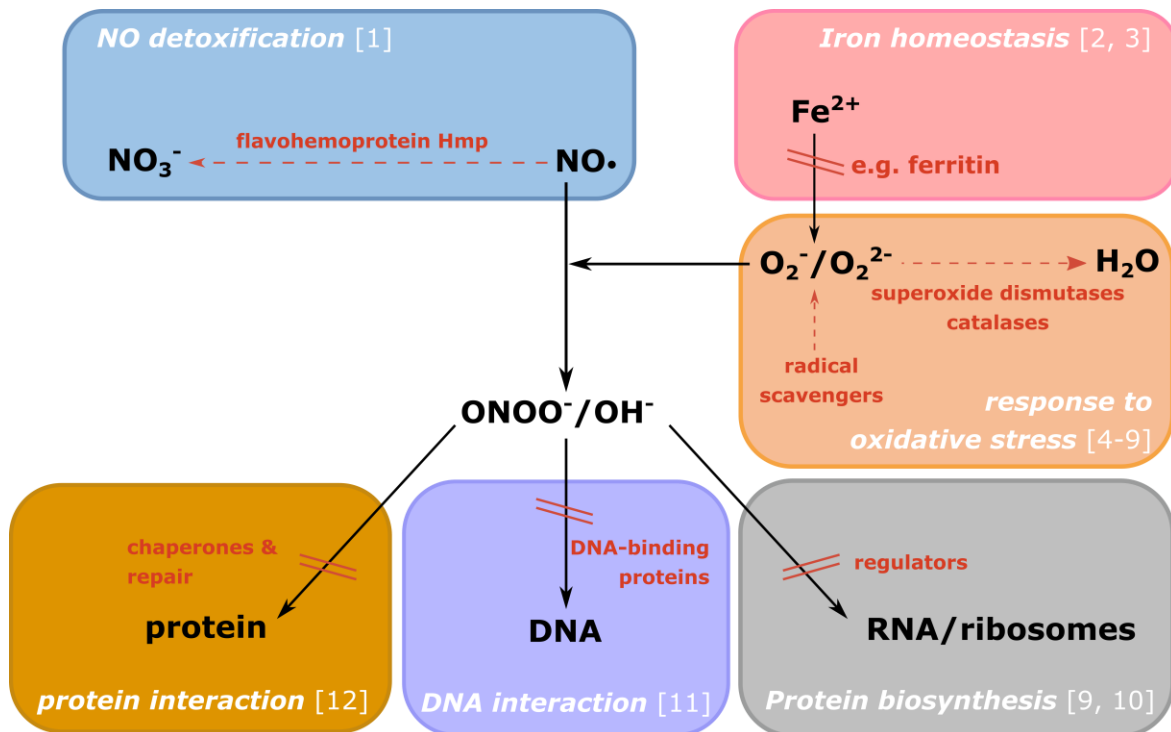 NO detoxification [1]
flavohemoprotein Hmp
NO₃⁻
NO•
Iron homeostasis [2, 3]
Fe²⁺
e.g. ferritin
O₂⁻/O₂²⁻
H₂O
superoxide dismutases
catalases
radical
scavengers
response to
oxidative stress [4-9]
ONOO⁻/OH⁻
chaperones &
repair
protein
protein interaction [12]
DNA-binding
proteins
DNA
DNA interaction [11]
regulators
RNA/ribosomes
Protein biosynthesis [9, 10]